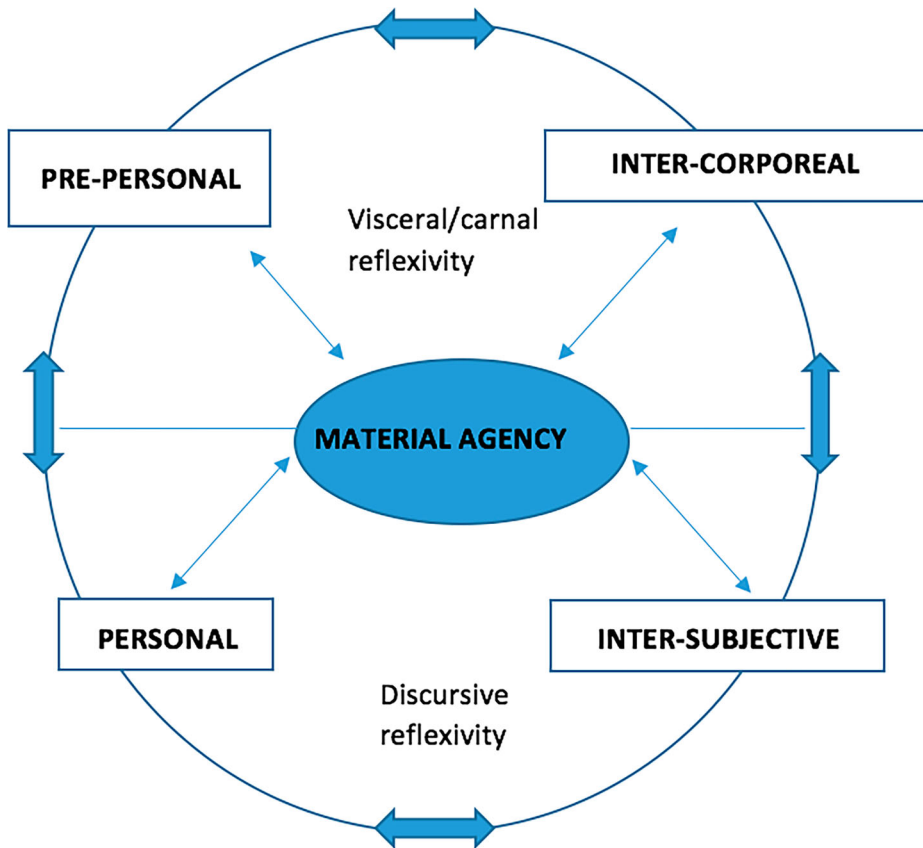 PRE-PERSONAL
INTER-CORPOREAL
Visceral/carnal
reflexivity
MATERIAL AGENCY
PERSONAL
INTER-SUBJECTIVE
Discursive
reflexivity